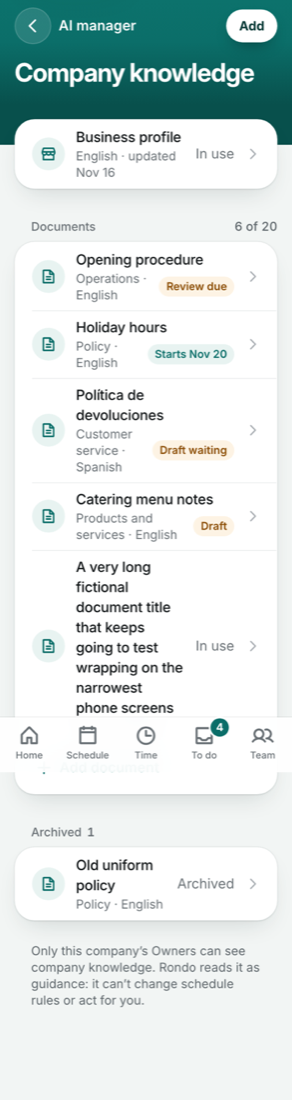 AI manager
Add
Company knowledge
Business profile
English · updated
Nov 16
In use
Documents
6 of 20
Opening procedure
Operations ·
English
Review due
Holiday hours
Policy ·
English
Starts Nov 20
Política de
devoluciones
Customer
service ·
Spanish
Draft waiting
Catering menu notes
Products and
services · English
Draft
A very long
fictional
document title
that keeps
going to test
wrapping on the
narrowest
phone screens
In use
4
Home
Schedule
Time
To do
Team
Add document
Archived 1
Old uniform
policy
Policy · English
Archived
Only this company’s Owners can see
company knowledge. Rondo reads it as
guidance: it can’t change schedule
rules or act for you.